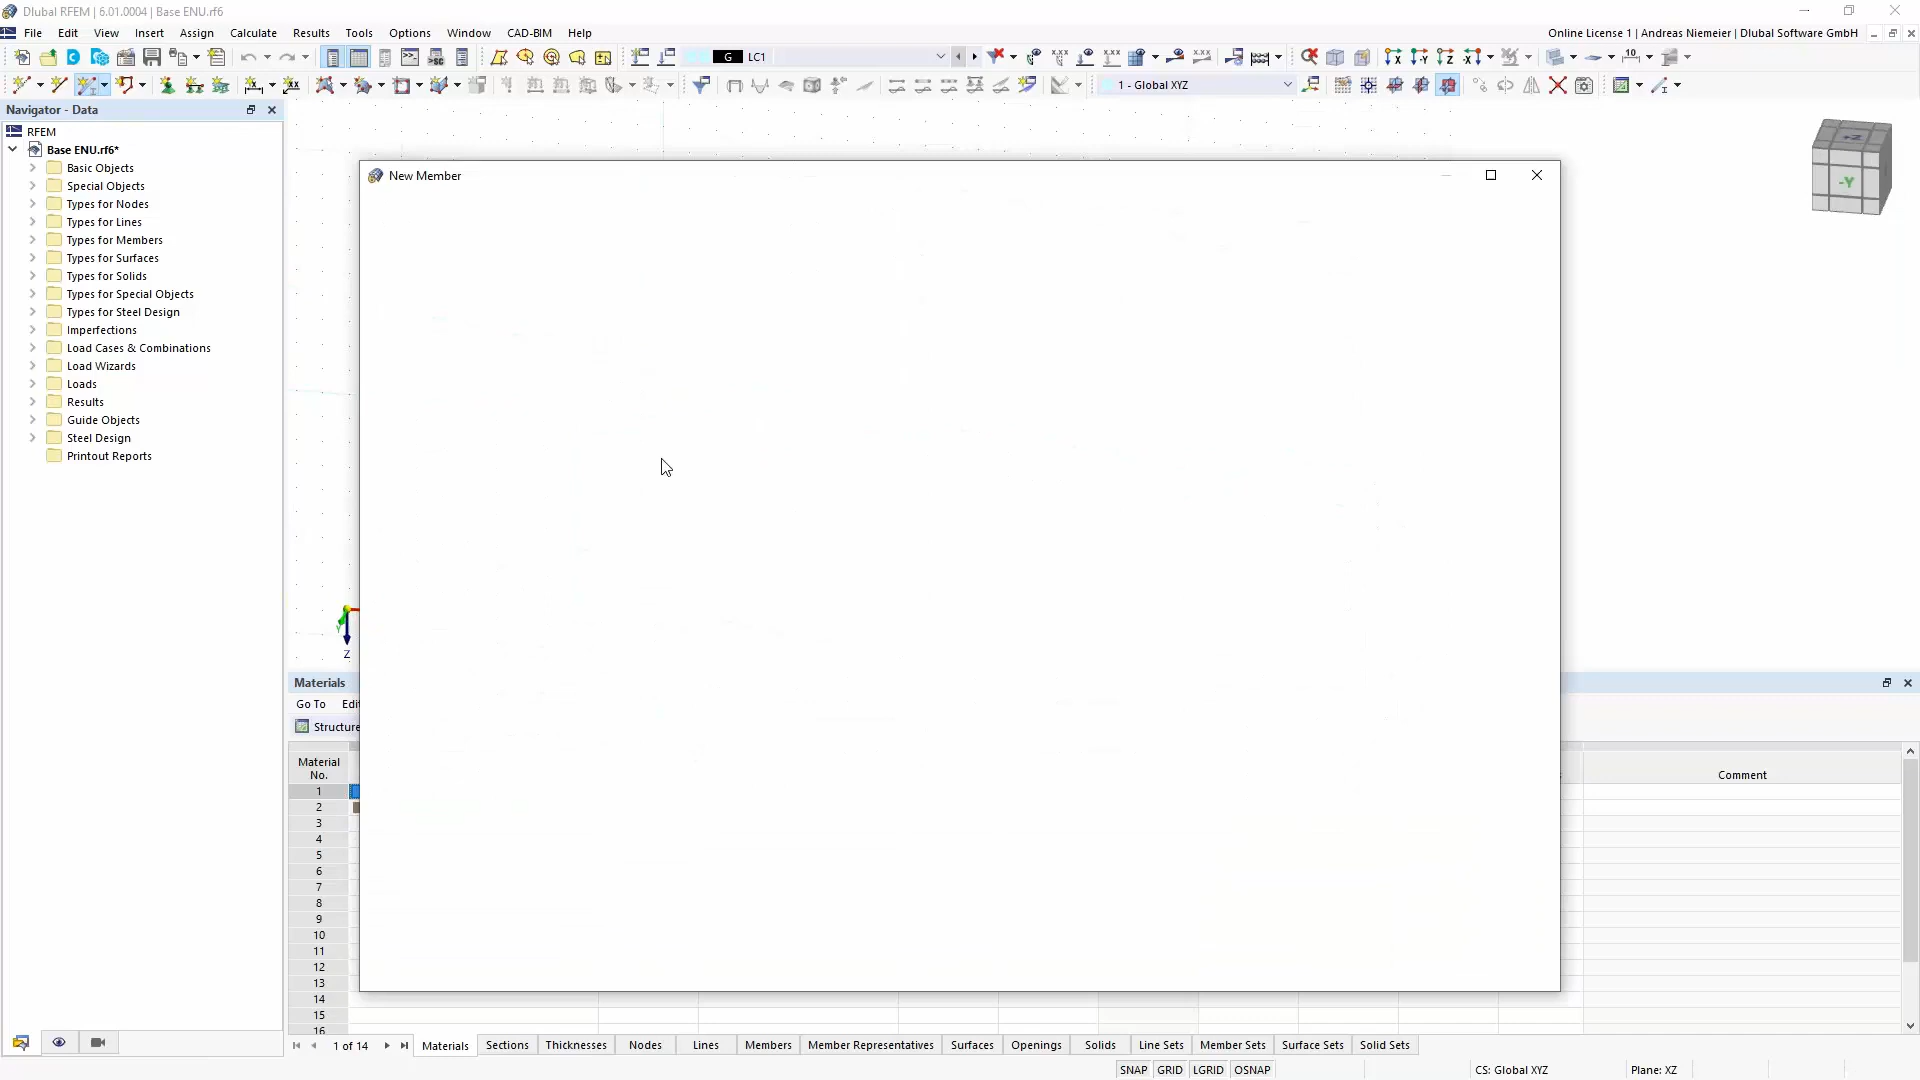 Dlubal RFEM | 6.01.0004 | Base ENU.rf6
File Edit View Insert Assign Calculate Results Tools Options Window CAD-BIM Help
Online License 1 | Andreas Niemeier | Dlubal Software GmbH
G LC1
1 - Global XYZ
Navigator - Data
RFEM
Base ENU.rf6*
Basic Objects
Special Objects
Types for Nodes
Types for Lines
Types for Members
Types for Surfaces
Types for Solids
Types for Special Objects
Types for Steel Design
Imperfections
Load Cases & Combinations
Load Wizards
Loads
Results
Guide Objects
Steel Design
Printout Reports
New Member
-Y
Z
Materials
Go To
Structure
Material
No.
Comment
1
2
3
4
5
6
7
8
9
10
11
12
13
14
15
16
1 of 14 Materials Sections Thicknesses Nodes Lines Members Member Representatives Surfaces Openings Solids Line Sets Member Sets Surface Sets Solid Sets
SNAP GRID LGRID OSNAP CS: Global XYZ Plane: XZ